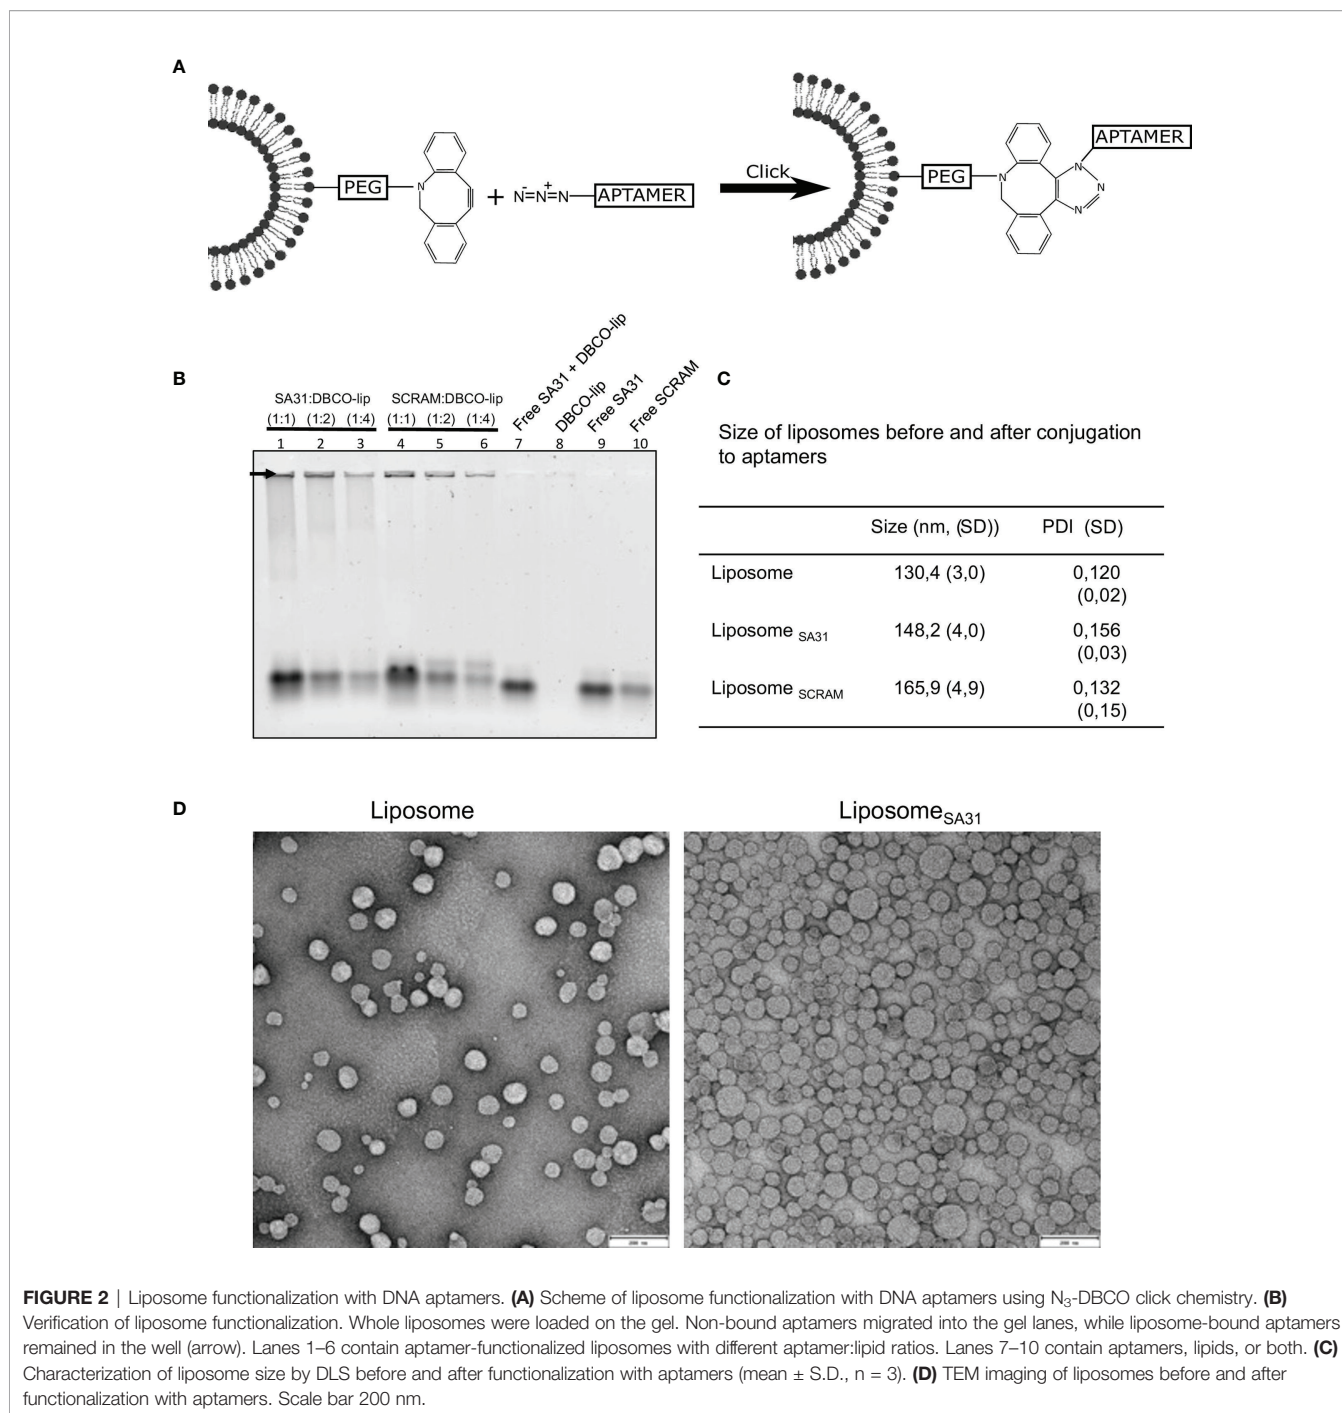 A
PEG
N
+
N=N=N
- +
APTAMER
Click
PEG
N
N
N
N
APTAMER
B
SA31:DBCO-lip
(1:1) (1:2) (1:4)
SCRAM:DBCO-lip
(1:1) (1:2) (1:4)
Free SA31 + DBCO-lip
DBCO-lip
Free SA31
Free SCRAM
1 2 3 4 5 6 7 8 9 10
C
Size of liposomes before and after conjugation
to aptamers
Size (nm, (SD)) PDI (SD)
Liposome 130,4 (3,0) 0,120
(0,02)
Liposome SA31 148,2 (4,0) 0,156
(0,03)
Liposome SCRAM 165,9 (4,9) 0,132
(0,15)
D
Liposome
LiposomeSA31
200 nm
200 nm
FIGURE 2 | Liposome functionalization with DNA aptamers. (A) Scheme of liposome functionalization with DNA aptamers using N3-DBCO click chemistry. (B)
Verification of liposome functionalization. Whole liposomes were loaded on the gel. Non-bound aptamers migrated into the gel lanes, while liposome-bound aptamers
remained in the well (arrow). Lanes 1–6 contain aptamer-functionalized liposomes with different aptamer:lipid ratios. Lanes 7–10 contain aptamers, lipids, or both. (C)
Characterization of liposome size by DLS before and after functionalization with aptamers (mean ± S.D., n = 3). (D) TEM imaging of liposomes before and after
functionalization with aptamers. Scale bar 200 nm.